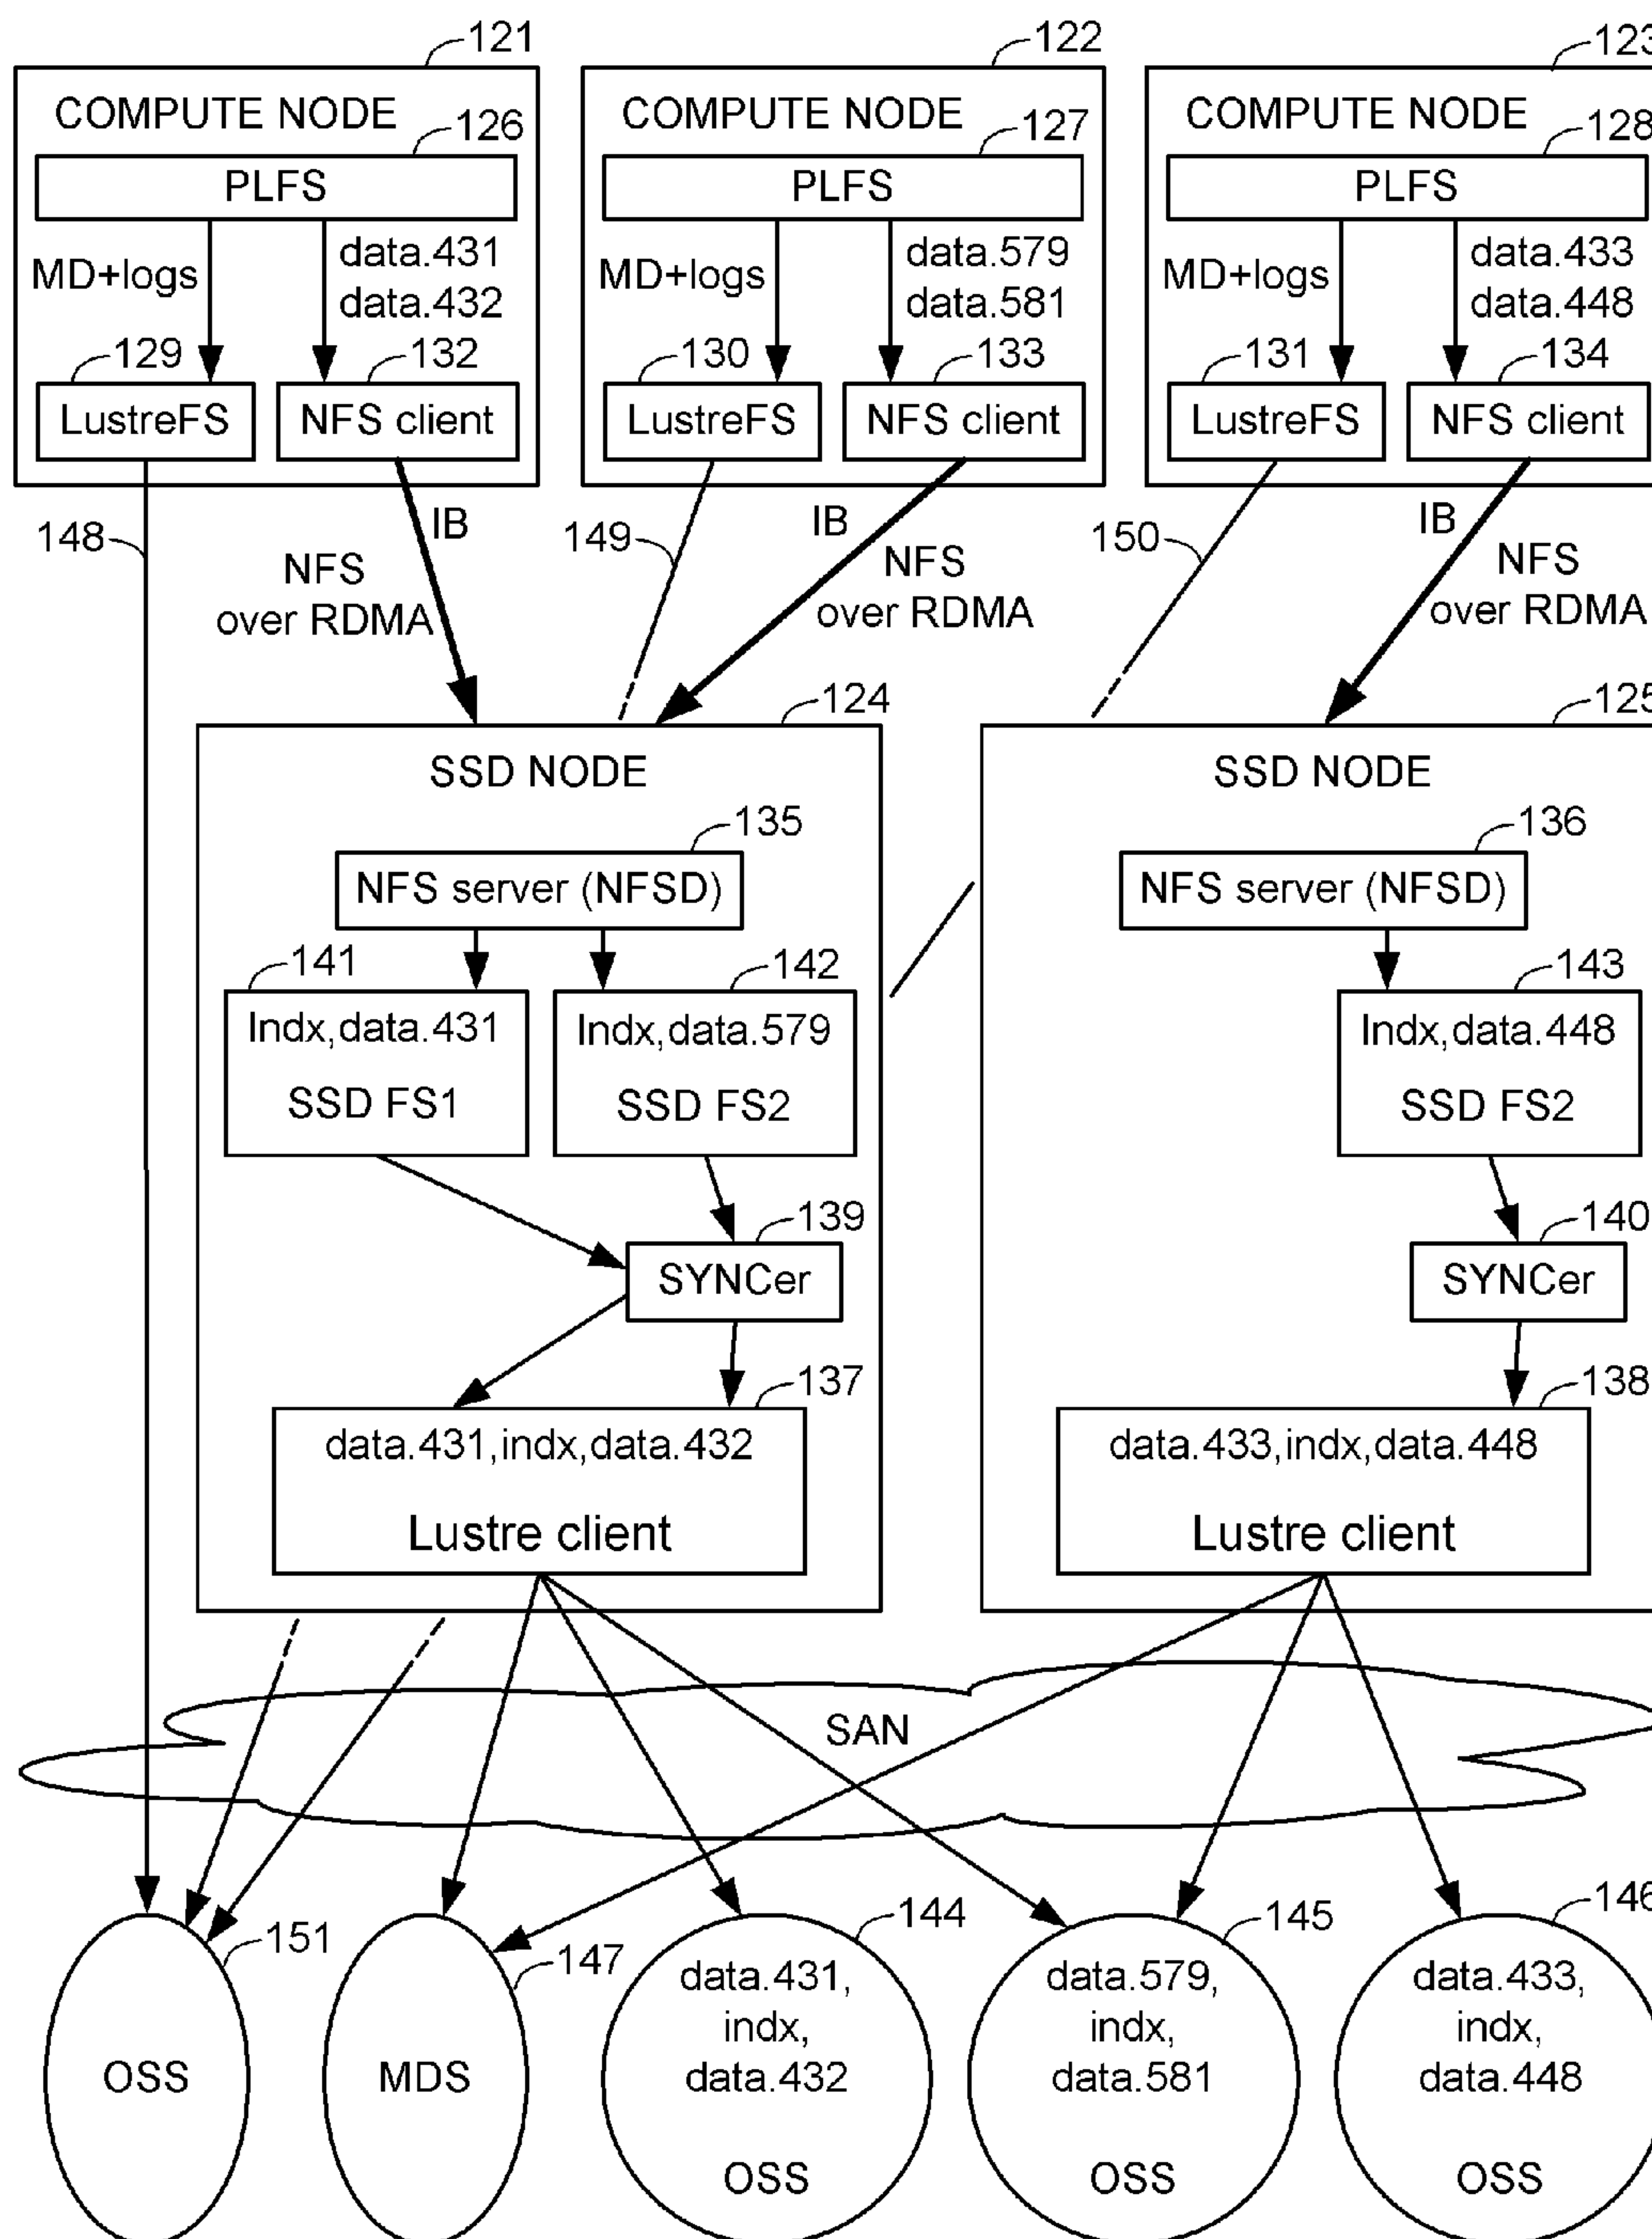 121
122
123
COMPUTE NODE
COMPUTE NODE
COMPUTE NODE
126
127
128
PLFS
PLFS
PLFS
MD+logs
data.431
data.432
MD+logs
data.579
data.581
MD+logs
data.433
data.448
129
132
130
133
131
134
LustreFS
NFS client
LustreFS
NFS client
LustreFS
NFS client
148
IB
NFS
over RDMA
149
IB
NFS
over RDMA
150
IB
NFS
over RDMA
124
125
SSD NODE
SSD NODE
135
136
NFS server (NFSD)
NFS server (NFSD)
141
142
143
Indx,data.431
SSD FS1
Indx,data.579
SSD FS2
Indx,data.448
SSD FS2
139
140
SYNCer
SYNCer
137
138
data.431,indx,data.432
Lustre client
data.433,indx,data.448
Lustre client
SAN
151
147
144
145
146
OSS
MDS
data.431,
indx,
data.432
OSS
data.579,
indx,
data.581
OSS
data.433,
indx,
data.448
OSS